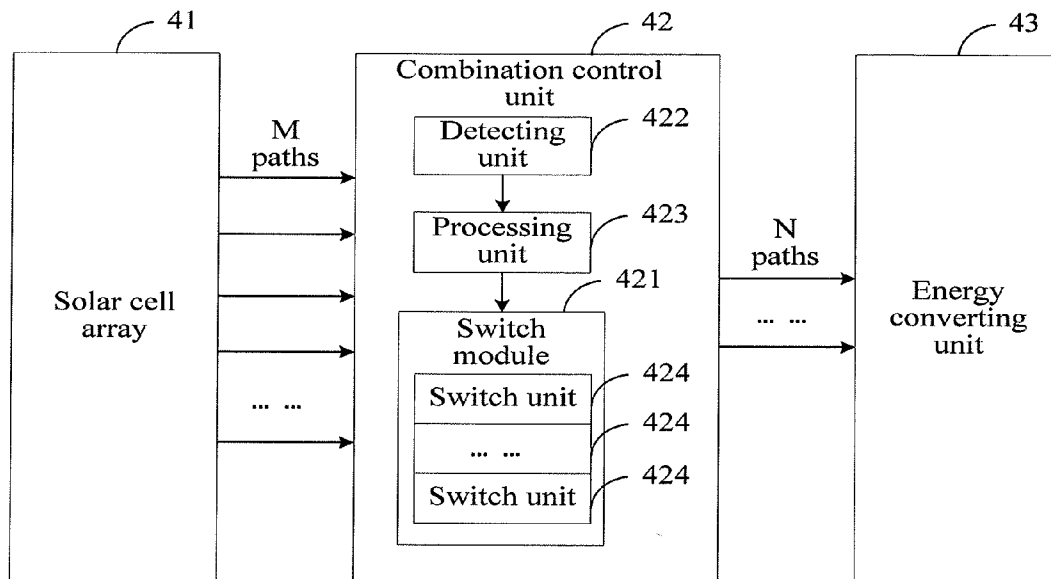 41
42
43
Combination control
unit
Detecting
unit
422
M
paths
Processing
unit
423
N
paths
421
Solar cell
array
Switch
module
Energy
converting
unit
... ...
Switch unit
424
... ...
... ...
424
Switch unit
424